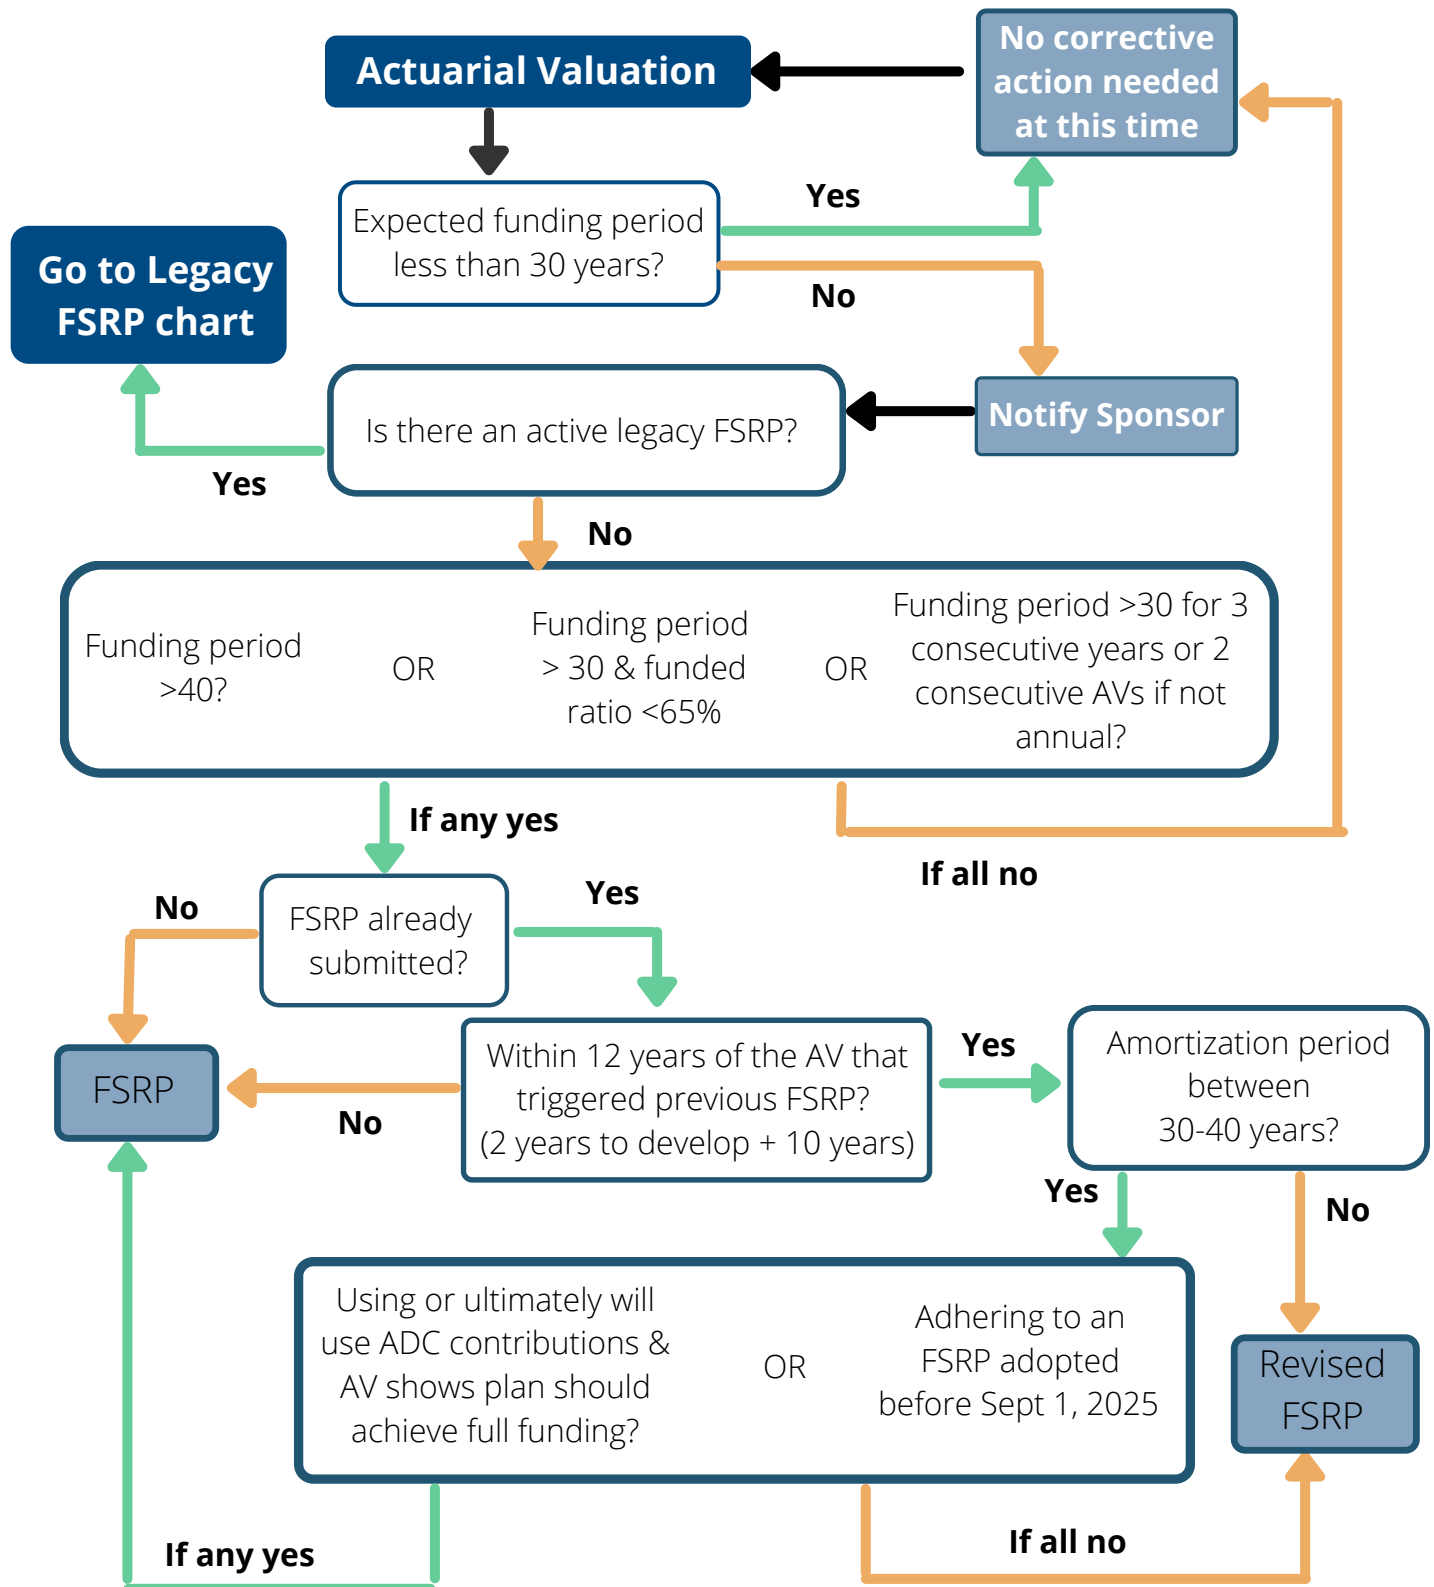 Actuarial Valuation
No corrective
action needed
at this time
Expected funding period
less than 30 years?
Yes
No
Go to Legacy
FSRP chart
Notify Sponsor
Is there an active legacy FSRP?
Yes
No
Funding period
>40?
OR
Funding period
> 30 & funded
ratio <65%
OR
Funding period >30 for 3
consecutive years or 2
consecutive AVs if not
annual?
If any yes
If all no
FSRP already
submitted?
No
Yes
FSRP
Within 12 years of the AV that
triggered previous FSRP?
(2 years to develop + 10 years)
No
Yes
Amortization period
between
30-40 years?
Yes
No
Using or ultimately will
use ADC contributions &
AV shows plan should
achieve full funding?
OR
Adhering to an
FSRP adopted
before Sept 1, 2025
Revised
FSRP
If any yes
If all no